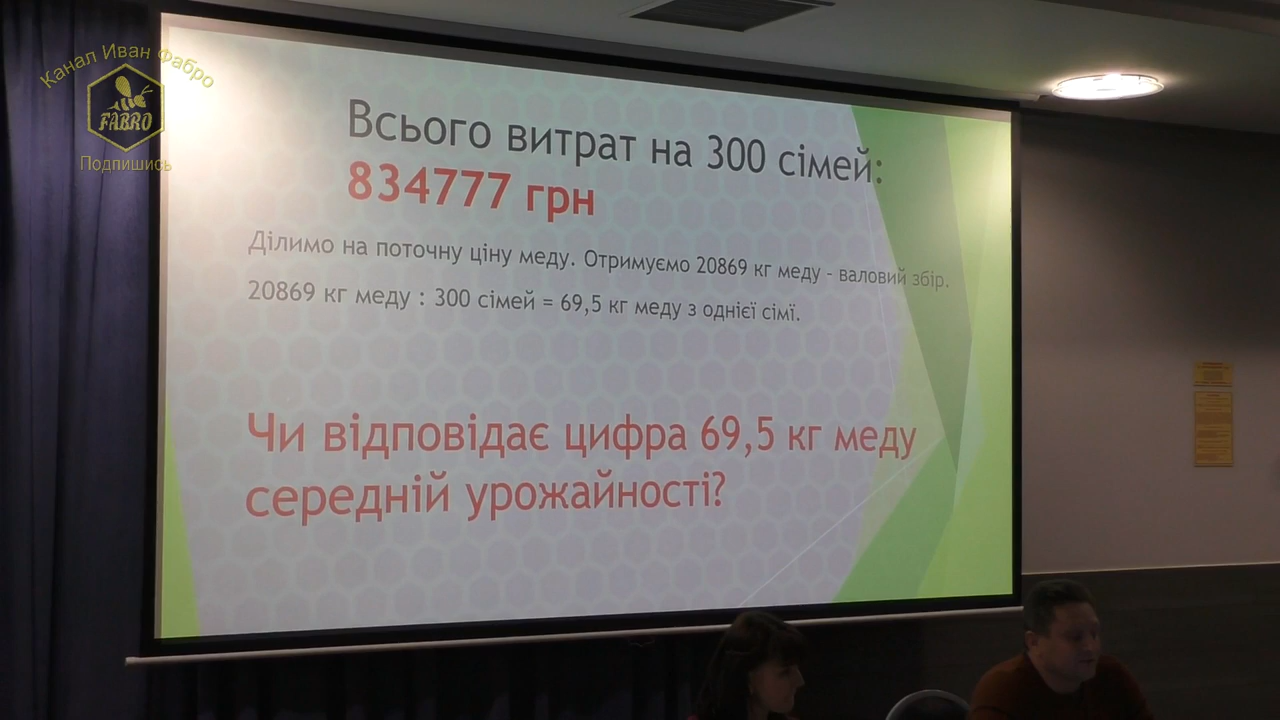 Канал Иван Фабро
FABRO
Подпишись
Всього витрат на 300 сімей:
834777 грн
Ділимо на поточну ціну меду. Отримуємо 20869 кг меду - валовий збір.
20869 кг меду : 300 сімей = 69,5 кг меду з однієї сімї.
Чи відповідає цифра 69,5 кг меду
середній урожайності?